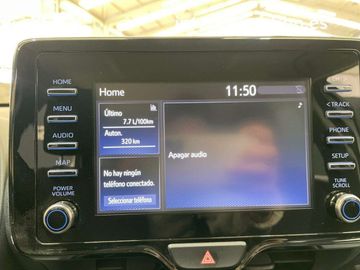 HOME
MENU
AUDIO
MAP
POWER
VOLUME
Home
11:50
Último
7.7 L/100km
Auton.
320 km
No hay ningún
teléfono conectado.
Seleccionar teléfono
Apagar audio
< TRACK
PHONE
SETUP
TUNE
SCROLL